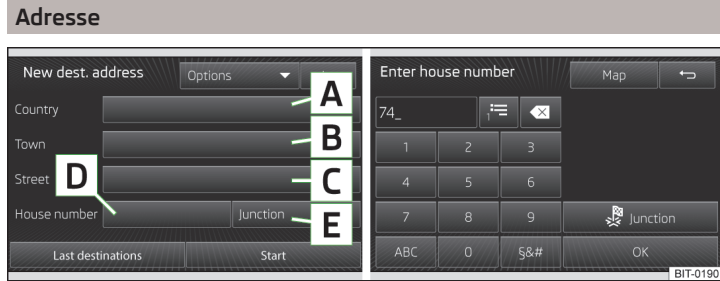 Adresse
New dest. address Options
A
Country
B
Town
C
Street D
House number Junction E
Last destinations Start
Enter house number Map
74_ 1
1 2 3
4 5 6
7 8 9 Junction
ABC 0 §&# OK
BIT-0190